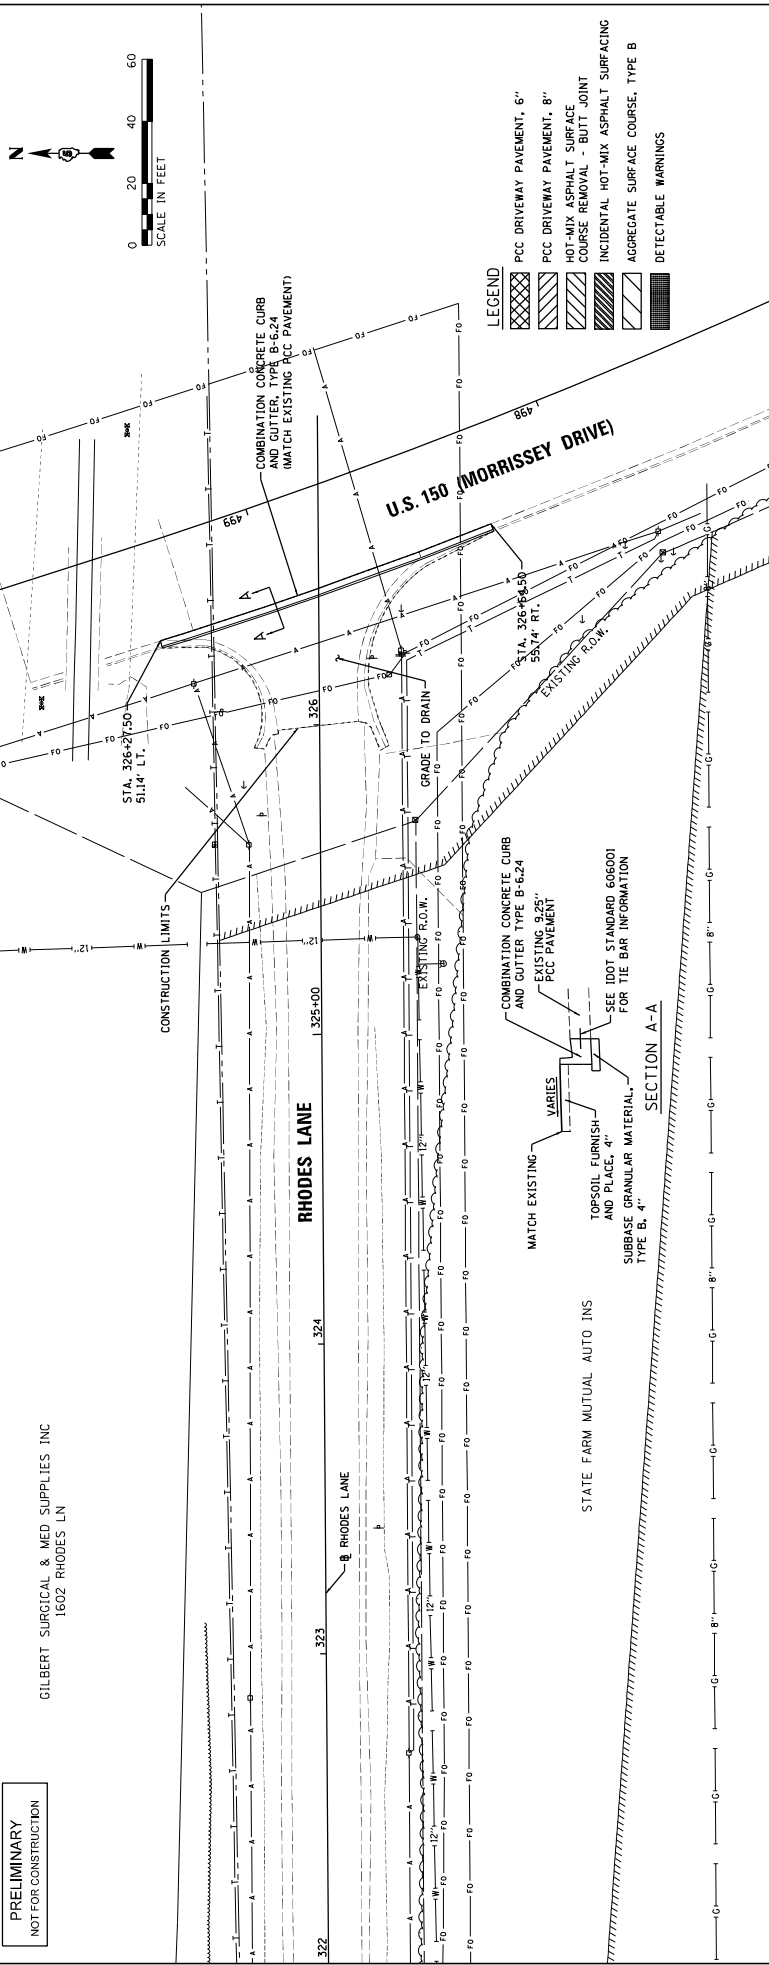 PRELIMINARY
NOT FOR CONSTRUCTION
GILBERT SURGICAL & MED SUPPLIES INC
1602 RHODES LN
N
0 20 40 60
SCALE IN FEET
CONSTRUCTION LIMITS
STA. 326+27.50
51.14' LT.
COMBINATION CONCRETE CURB
AND GUTTER, TYPE B-6.24
(MATCH EXISTING PCC PAVEMENT)
A
A
499
498
U.S. 150 (MORRISSEY DRIVE)
RHODES LANE
322
323
324
325+00
326
RHODES LANE
GRADE TO DRAIN
STA. 326+64.50
55.74' RT.
EXISTING R.O.W.
EXISTING R.O.W.
LEGEND
PCC DRIVEWAY PAVEMENT, 6"
PCC DRIVEWAY PAVEMENT, 8"
HOT-MIX ASPHALT SURFACE
COURSE REMOVAL - BUTT JOINT
INCIDENTAL HOT-MIX ASPHALT SURFACING
AGGREGATE SURFACE COURSE, TYPE B
DETECTABLE WARNINGS
STATE FARM MUTUAL AUTO INS
MATCH EXISTING
VARIES
COMBINATION CONCRETE CURB
AND GUTTER TYPE B-6.24
EXISTING 9.25"
PCC PAVEMENT
TOPSOIL FURNISH
AND PLACE, 4"
SUBBASE GRANULAR MATERIAL,
TYPE B, 4"
SEE IDOT STANDARD 606001
FOR TIE BAR INFORMATION
SECTION A-A